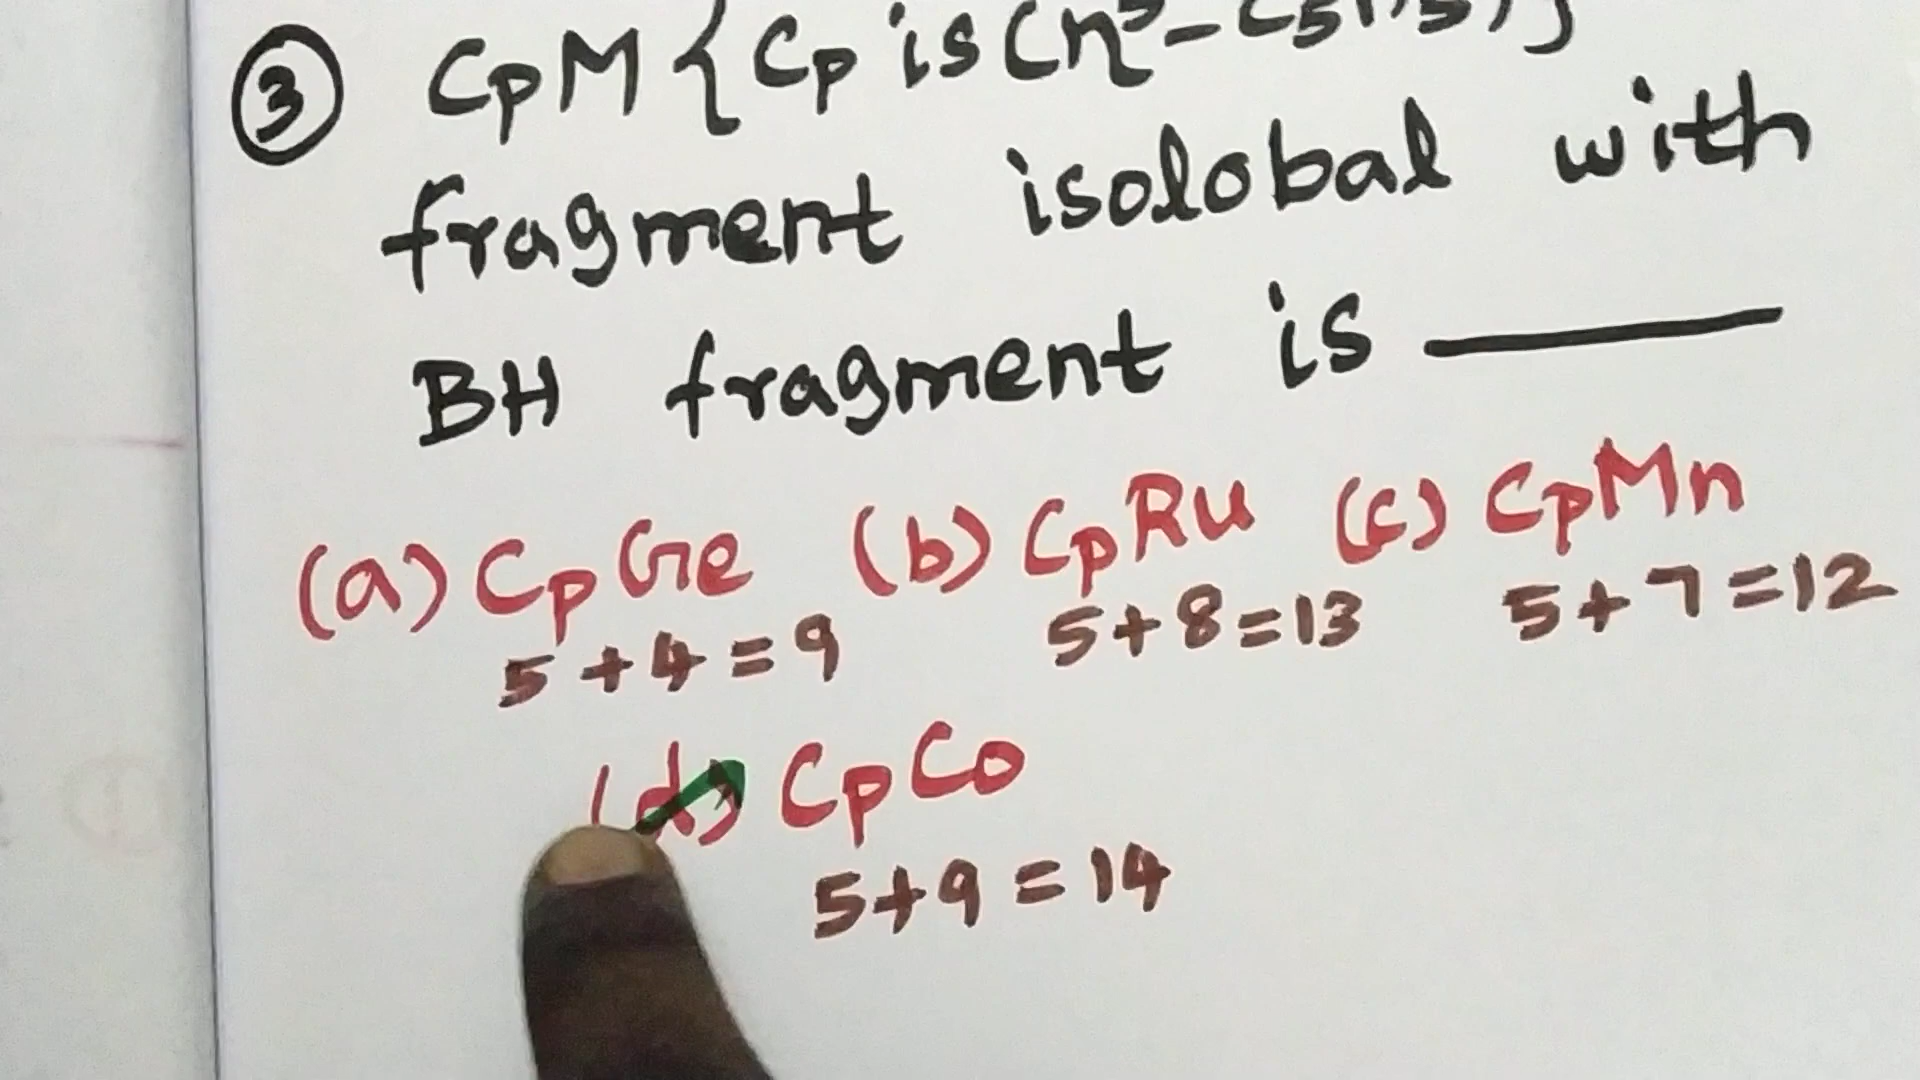 ③ CpM { Cp is (η⁵-C₅H₅) }
fragment isolobal with
BH fragment is ———
(a) CpGe (b) CpRu (c) CpMn
5+4=9 5+8=13 5+7=12
(d) CpCo
5+9=14